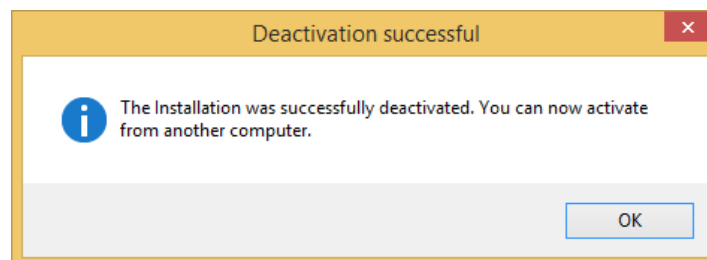 Deactivation successful
The Installation was successfully deactivated. You can now activate
from another computer.
OK